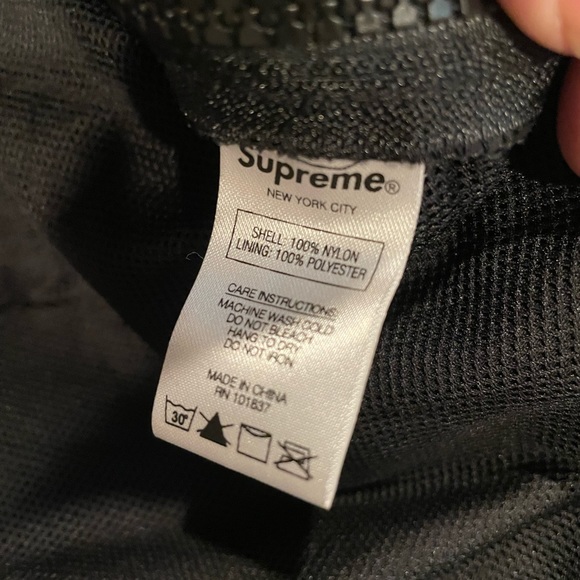 Supreme®
NEW YORK CITY
SHELL: 100% NYLON
LINING: 100% POLYESTER
CARE INSTRUCTIONS:
MACHINE WASH COLD
DO NOT BLEACH
HANG TO DRY
DO NOT IRON
MADE IN CHINA
RN 101837
30°